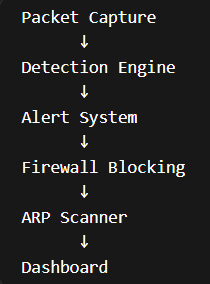 Packet Capture
↓
Detection Engine
↓
Alert System
↓
Firewall Blocking
↓
ARP Scanner
↓
Dashboard